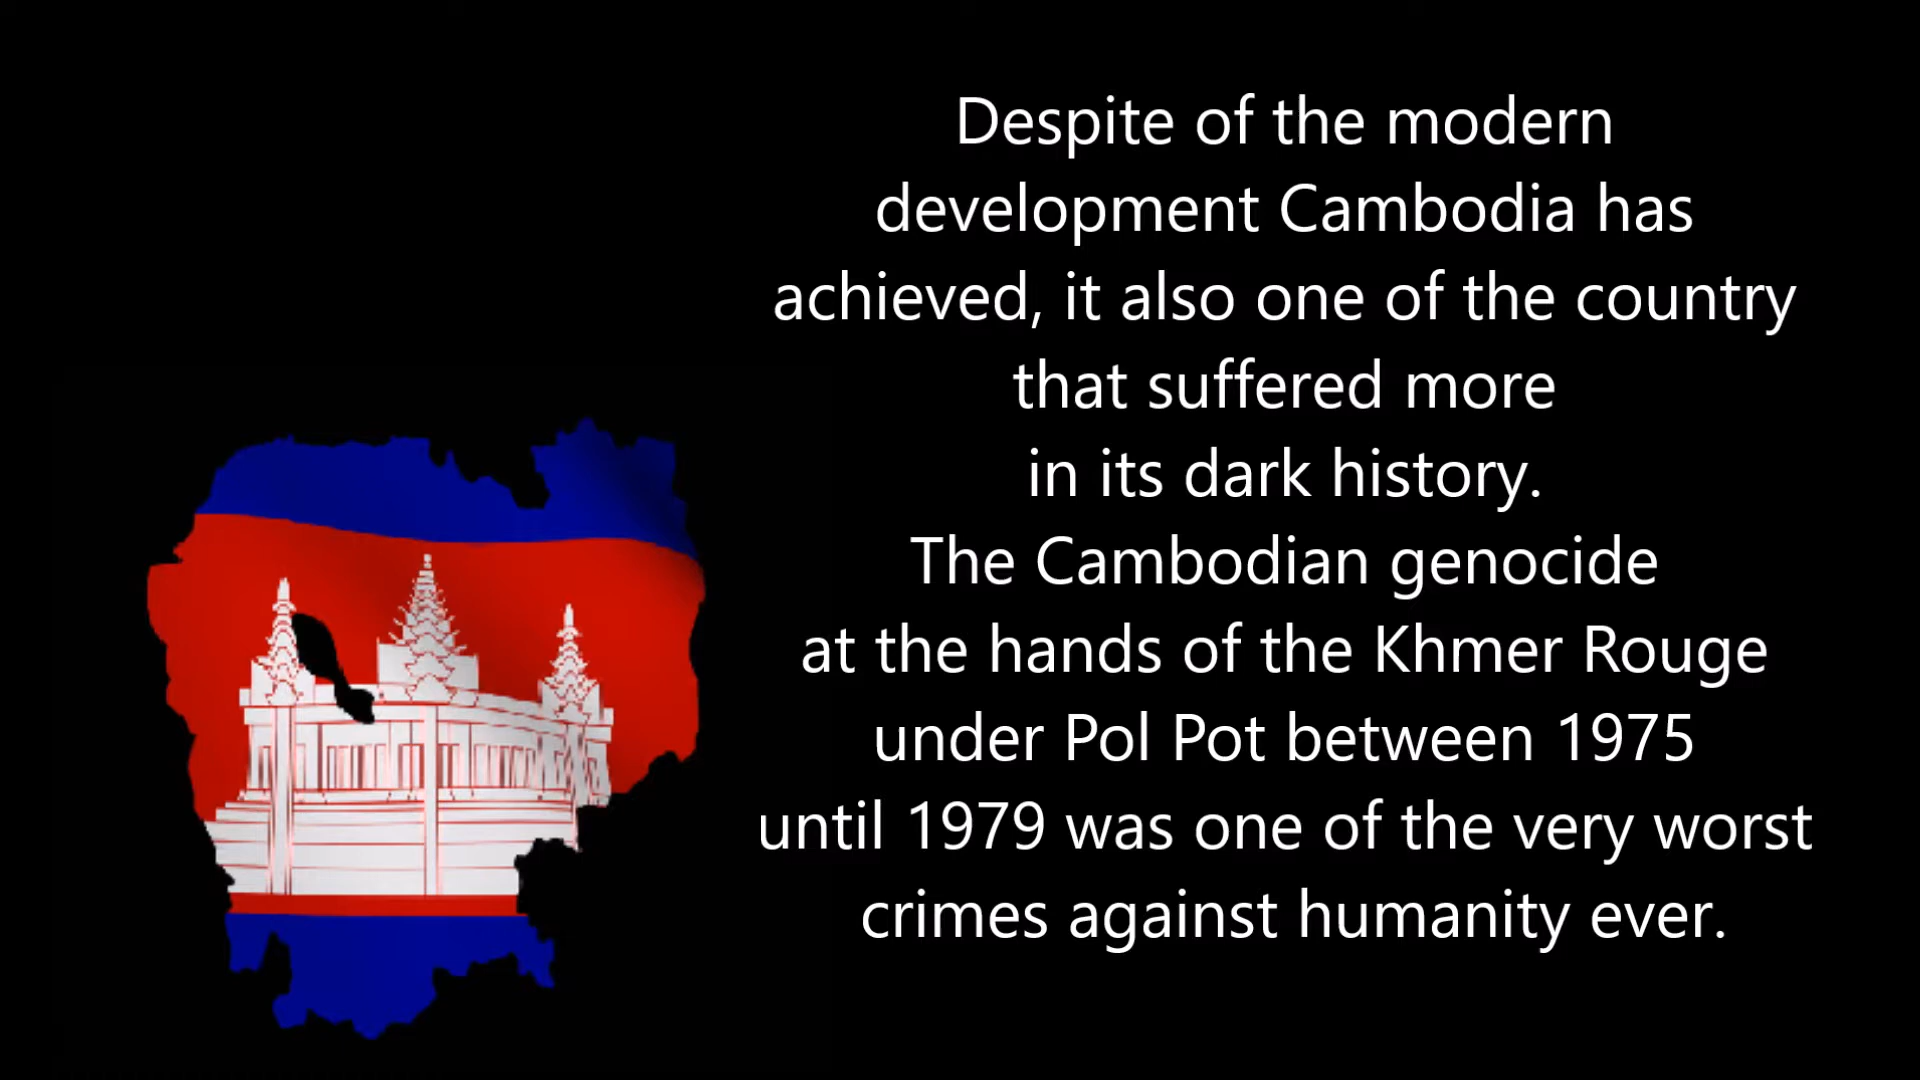 Despite of the modern
development Cambodia has
achieved, it also one of the country
that suffered more
in its dark history.
The Cambodian genocide
at the hands of the Khmer Rouge
under Pol Pot between 1975
until 1979 was one of the very worst
crimes against humanity ever.